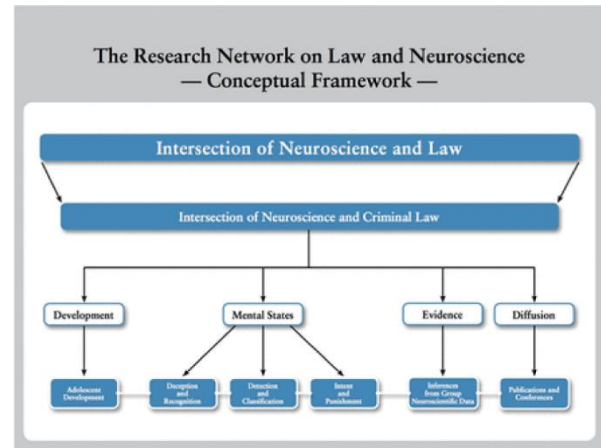 The Research Network on Law and Neuroscience
— Conceptual Framework —
Intersection of Neuroscience and Law
Intersection of Neuroscience and Criminal Law
Development
Mental States
Evidence
Diffusion
Adolescent
Development
Deception
and
Recognition
Detection
and
Classification
Intent
and
Punishment
Inferences
from Group
Neuroscientific Data
Publications and
Conferences